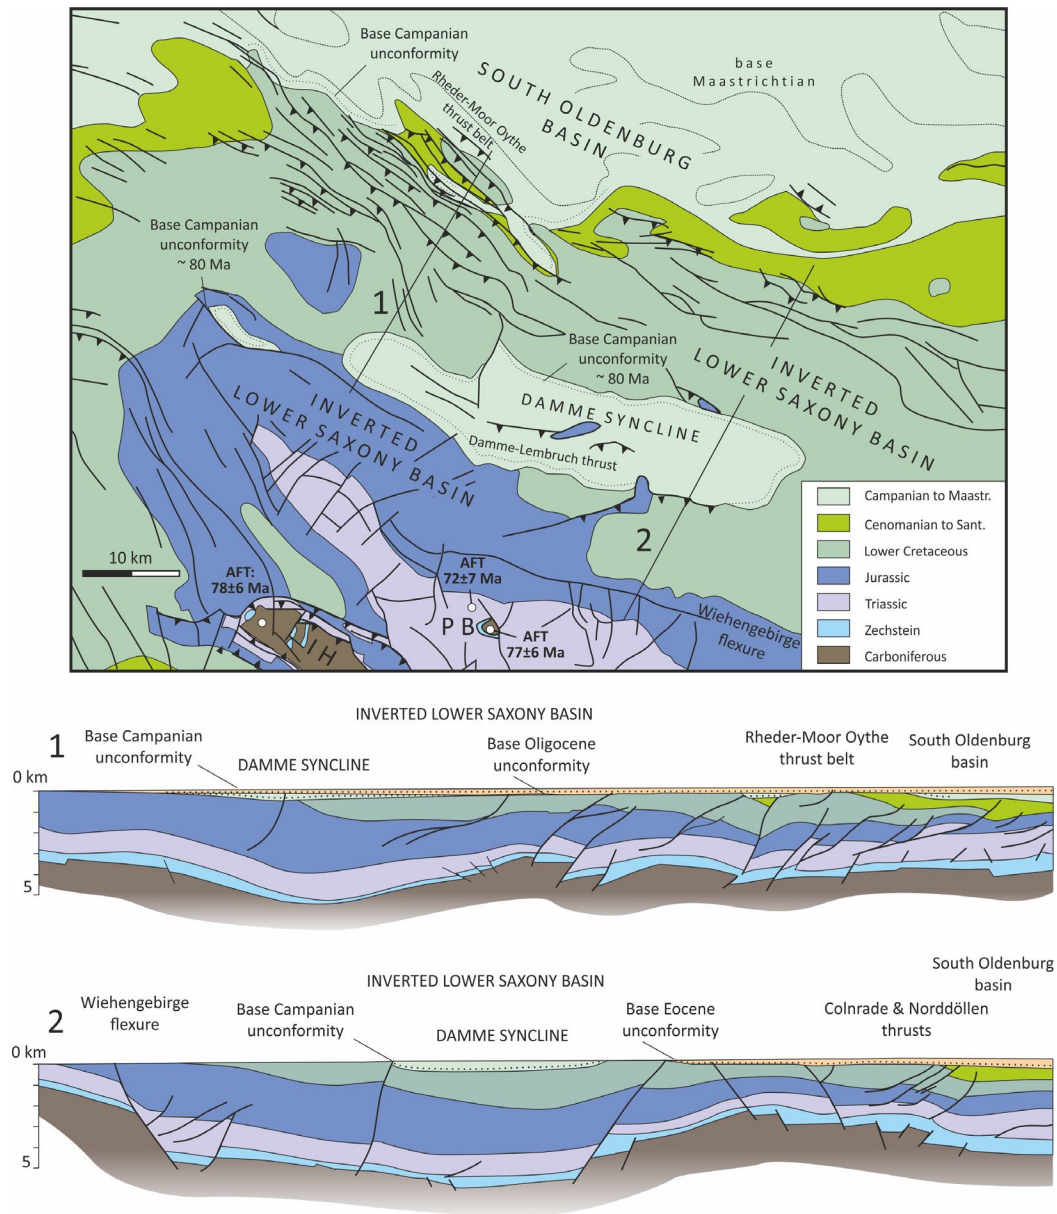 Base Campanian
unconformity
SOUTH OLDENBURG
BASIN
base
Maastrichtian
Rheder-Moor Oythe
thrust belt
Base Campanian
unconformity
~ 80 Ma
1
Base Campanian
unconformity
~ 80 Ma
INVERTED
LOWER SAXONY BASIN
INVERTED
LOWER SAXONY BASIN
DAMME SYNCLINE
Damme-Lembruch thrust
2
10 km
AFT:
78±6 Ma
AFT
72±7 Ma
P B
AFT
77±6 Ma
I H
Wiehengebirge
flexure
Campanian to Maastr.
Cenomanian to Sant.
Lower Cretaceous
Jurassic
Triassic
Zechstein
Carboniferous
INVERTED LOWER SAXONY BASIN
1
Base Campanian
unconformity
DAMME SYNCLINE
Base Oligocene
unconformity
Rheder-Moor Oythe
thrust belt
South Oldenburg
basin
0 km
5
INVERTED LOWER SAXONY BASIN
South Oldenburg
basin
2
Wiehengebirge
flexure
Base Campanian
unconformity
DAMME SYNCLINE
Base Eocene
unconformity
Colnrade & Norddöllen
thrusts
0 km
5